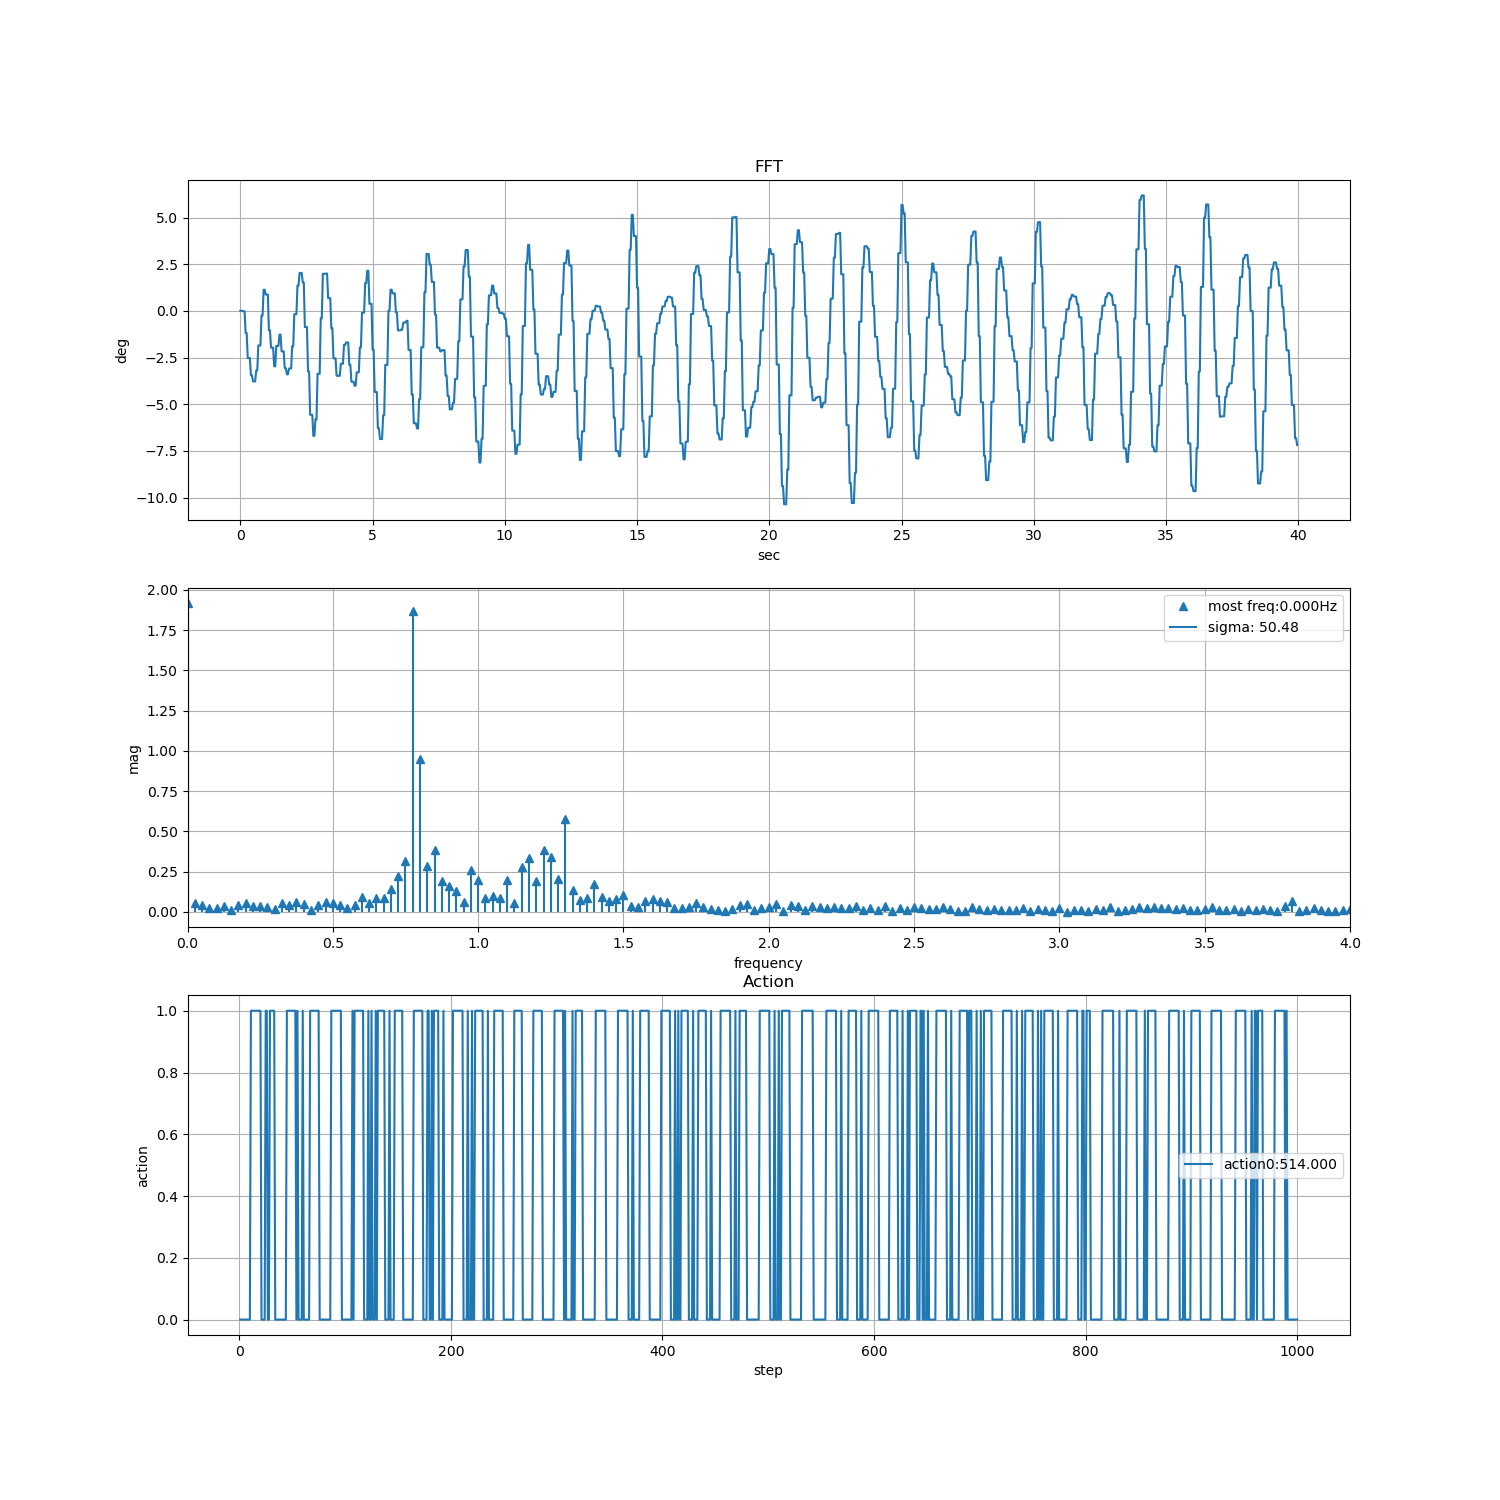 FFT
5.0
2.5
0.0
−2.5
−5.0
−7.5
−10.0
deg
0 5 10 15 20 25 30 35 40
sec
2.00
1.75
1.50
1.25
1.00
0.75
0.50
0.25
0.00
mag
most freq:0.000Hz
sigma: 50.48
0.0 0.5 1.0 1.5 2.0 2.5 3.0 3.5 4.0
frequency
Action
1.0
0.8
0.6
0.4
0.2
0.0
action
action0:514.000
0 200 400 600 800 1000
step